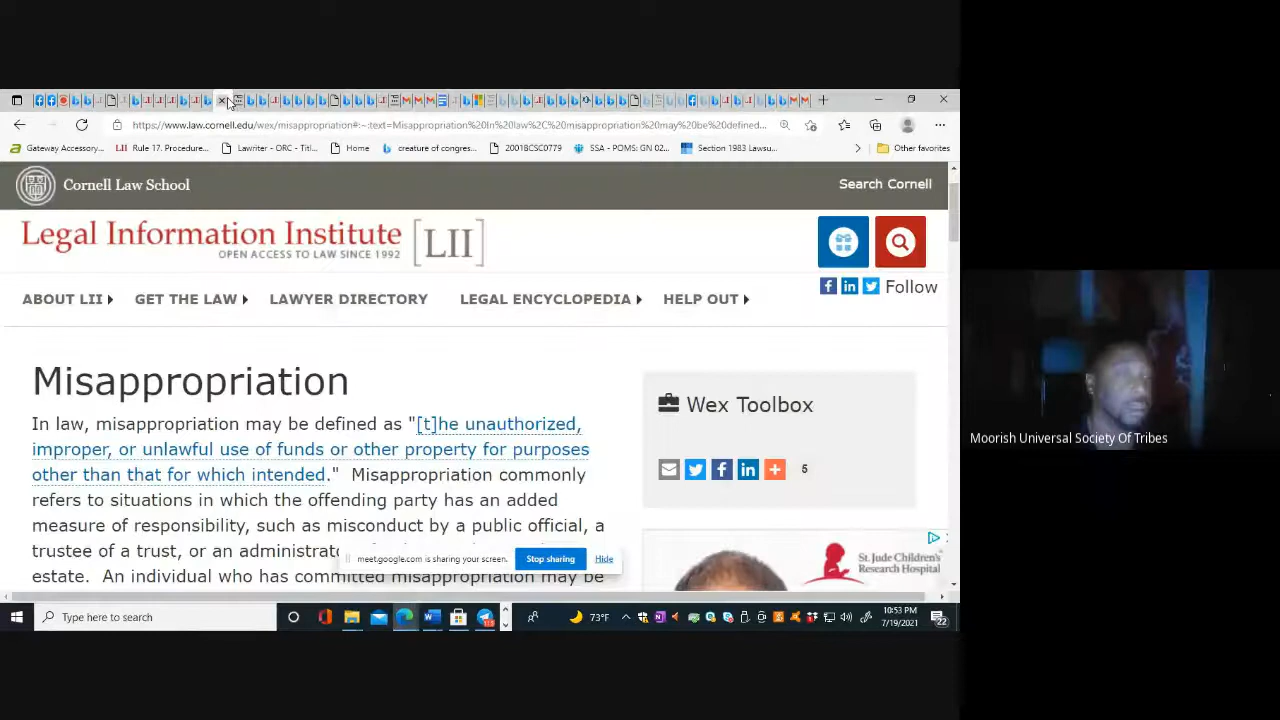 https://www.law.cornell.edu/wex/misappropriation#:~:text=Misappropriation%20In%20law%2C%20misappropriation%20may%20be%20defined...
Gateway Accessory...
LII Rule 17. Procedure...
Lawriter - ORC - Titl...
Home
creature of congres...
20018CSC0779
SSA - POMS: GN 02...
Section 1983 Lawsu...
Other favorites
Cornell Law School
Search Cornell
Legal Information Institute [LII]
OPEN ACCESS TO LAW SINCE 1992
Follow
ABOUT LII
GET THE LAW
LAWYER DIRECTORY
LEGAL ENCYCLOPEDIA
HELP OUT
Misappropriation
In law, misappropriation may be defined as "[t]he unauthorized,
improper, or unlawful use of funds or other property for purposes
other than that for which intended." Misappropriation commonly
refers to situations in which the offending party has an added
measure of responsibility, such as misconduct by a public official, a
trustee of a trust, or an administrat
estate. An individual who has committed misappropriation may be
Wex Toolbox
5
St. Jude Children's
Research Hospital
meet.google.com is sharing your screen.
Stop sharing
Hide
Moorish Universal Society Of Tribes
Type here to search
73°F
10:53 PM
7/19/2021
22